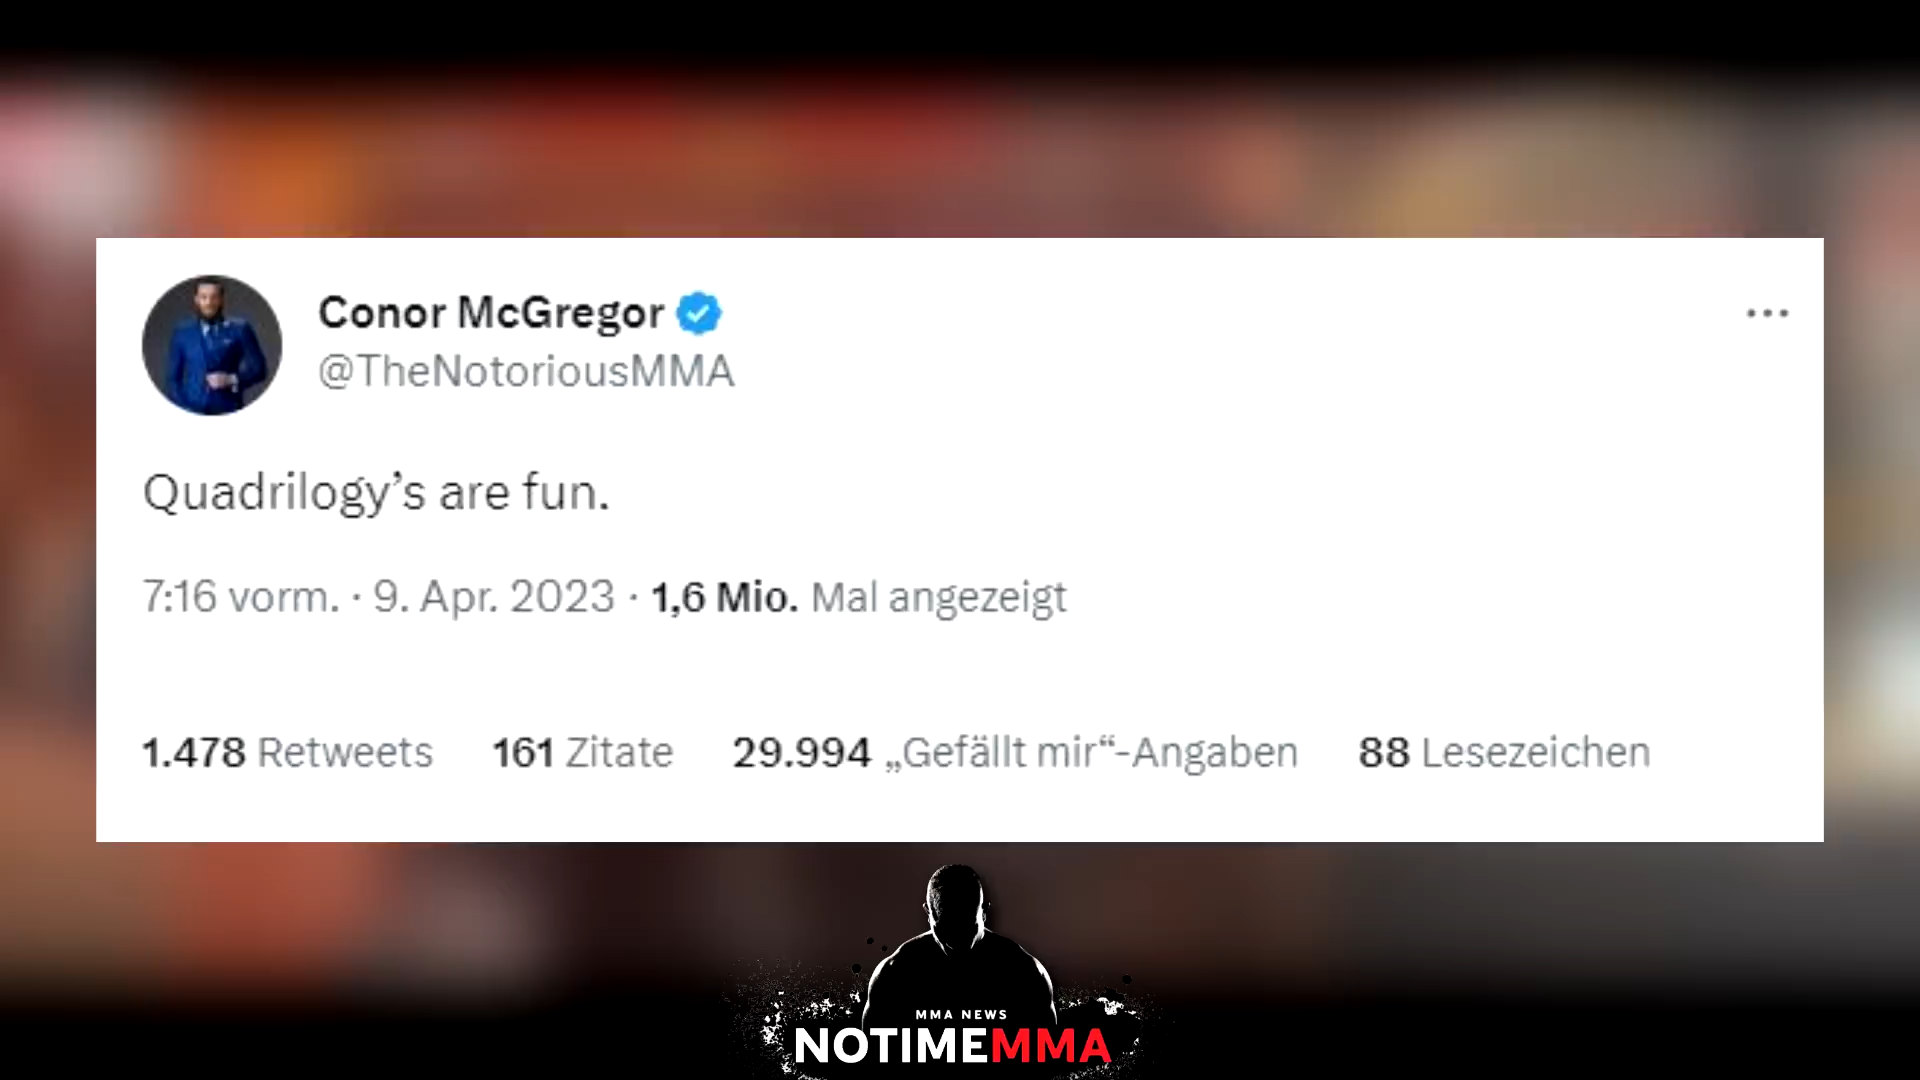 Conor McGregor
@TheNotoriousMMA
Quadrilogy’s are fun.
7:16 vorm. · 9. Apr. 2023 · 1,6 Mio. Mal angezeigt
1.478 Retweets 161 Zitate 29.994 „Gefällt mir“-Angaben 88 Lesezeichen
MMA NEWS
NOTIMEMMA